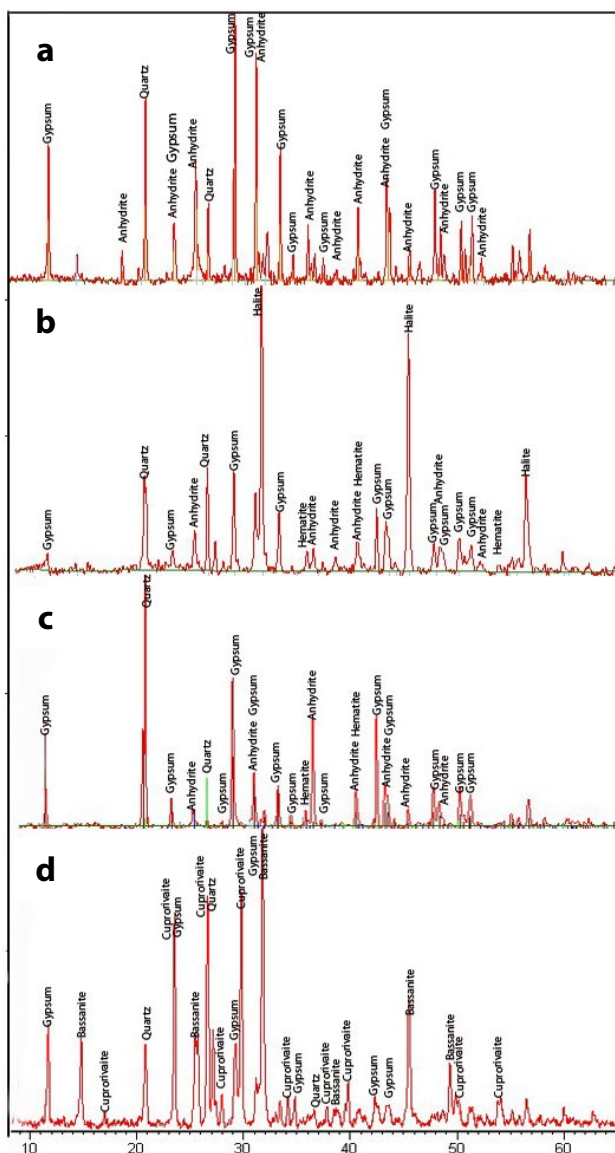 a
Gypsum
Anhydrite
Quartz
Anhydrite
Gypsum
Anhydrite
Quartz
Gypsum
Gypsum
Anhydrite
Gypsum
Gypsum
Anhydrite
Gypsum
Anhydrite
Anhydrite
Anhydrite
Gypsum
Anhydrite
Gypsum
Anhydrite
Gypsum
Gypsum
Anhydrite
b
Gypsum
Quartz
Gypsum
Anhydrite
Quartz
Gypsum
Halite
Gypsum
Hematite
Anhydrite
Anhydrite
Anhydrite Hematite
Gypsum
Gypsum
Halite
Gypsum
Anhydrite
Gypsum
Gypsum
Gypsum
Anhydrite
Hematite
Halite
c
Gypsum
Quartz
Gypsum
Anhydrite
Quartz
Gypsum
Gypsum
Anhydrite Gypsum
Gypsum
Gypsum
Hematite
Anhydrite
Gypsum
Anhydrite Hematite
Gypsum
Anhydrite Gypsum
Anhydrite
Gypsum
Anhydrite
Gypsum
Gypsum
d
Gypsum
Bassanite
Cuprorivaite
Quartz
Cuprorivaite
Gypsum
Bassanite
Cuprorivaite
Quartz
Cuprorivaite
Gypsum
Cuprorivaite
Gypsum
Bassanite
Cuprorivaite
Gypsum
Quartz
Cuprorivaite
Bassanite
Cuprorivaite
Gypsum
Gypsum
Bassanite
Bassanite
Cuprorivaite
Cuprorivaite
10 20 30 40 50 60